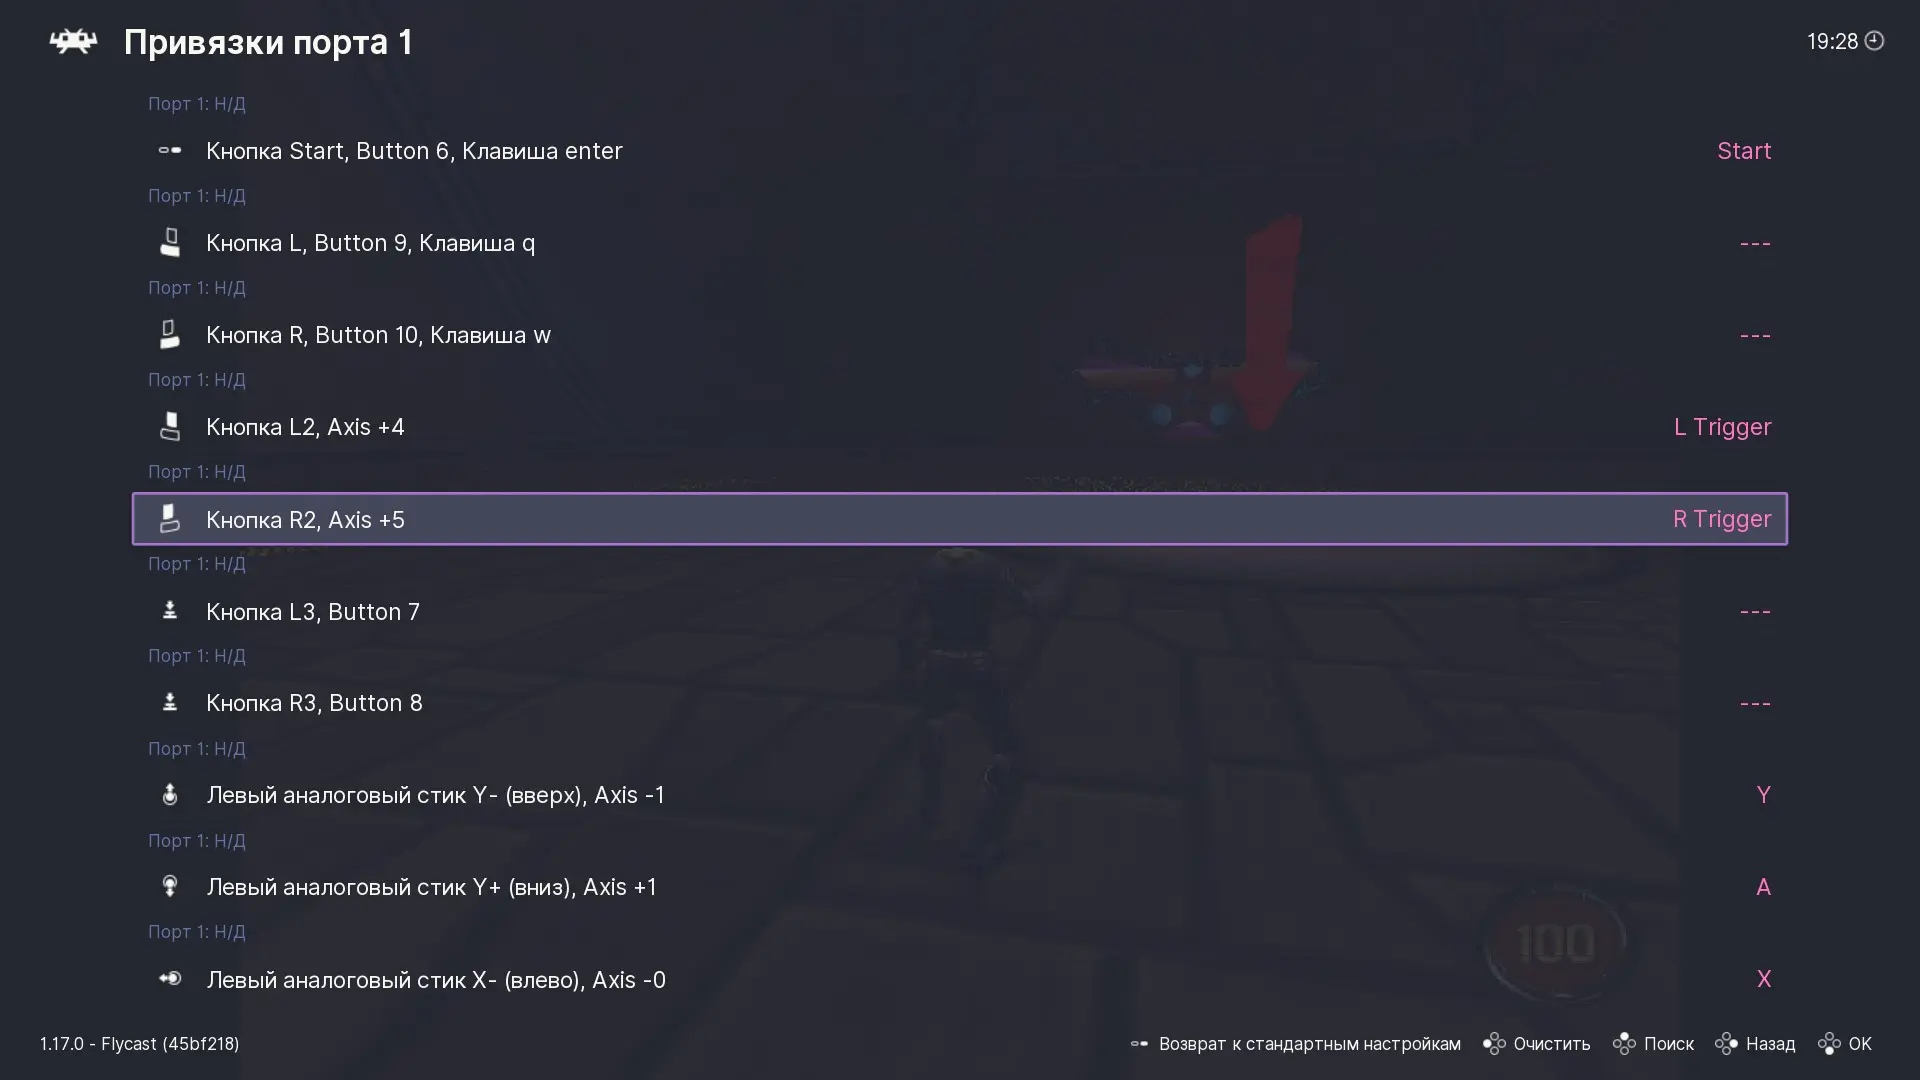 Привязки порта 1
19:28
Порт 1: Н/Д
Кнопка Start, Button 6, Клавиша enter
Start
Порт 1: Н/Д
Кнопка L, Button 9, Клавиша q
---
Порт 1: Н/Д
Кнопка R, Button 10, Клавиша w
---
Порт 1: Н/Д
Кнопка L2, Axis +4
L Trigger
Порт 1: Н/Д
Кнопка R2, Axis +5
R Trigger
Порт 1: Н/Д
Кнопка L3, Button 7
---
Порт 1: Н/Д
Кнопка R3, Button 8
---
Порт 1: Н/Д
Левый аналоговый стик Y- (вверх), Axis -1
Y
Порт 1: Н/Д
Левый аналоговый стик Y+ (вниз), Axis +1
A
Порт 1: Н/Д
Левый аналоговый стик X- (влево), Axis -0
X
100
1.17.0 - Flycast (45bf218)
Возврат к стандартным настройкам
Очистить
Поиск
Назад
OK